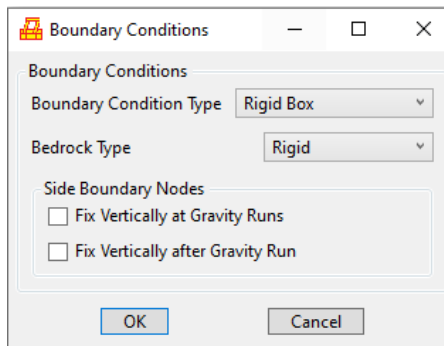 Boundary Conditions
Boundary Conditions
Boundary Condition Type Rigid Box
Bedrock Type Rigid
Side Boundary Nodes
Fix Vertically at Gravity Runs
Fix Vertically after Gravity Run
OK Cancel